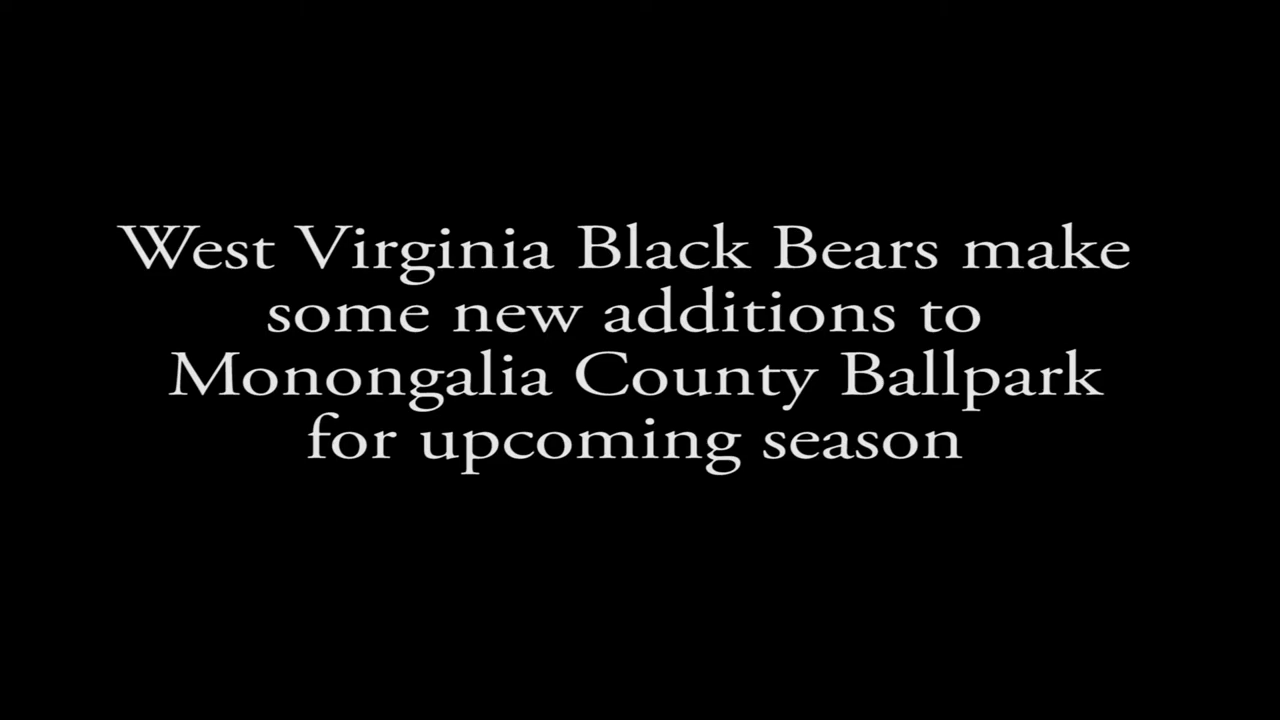 West Virginia Black Bears make
some new additions to
Monongalia County Ballpark
for upcoming season